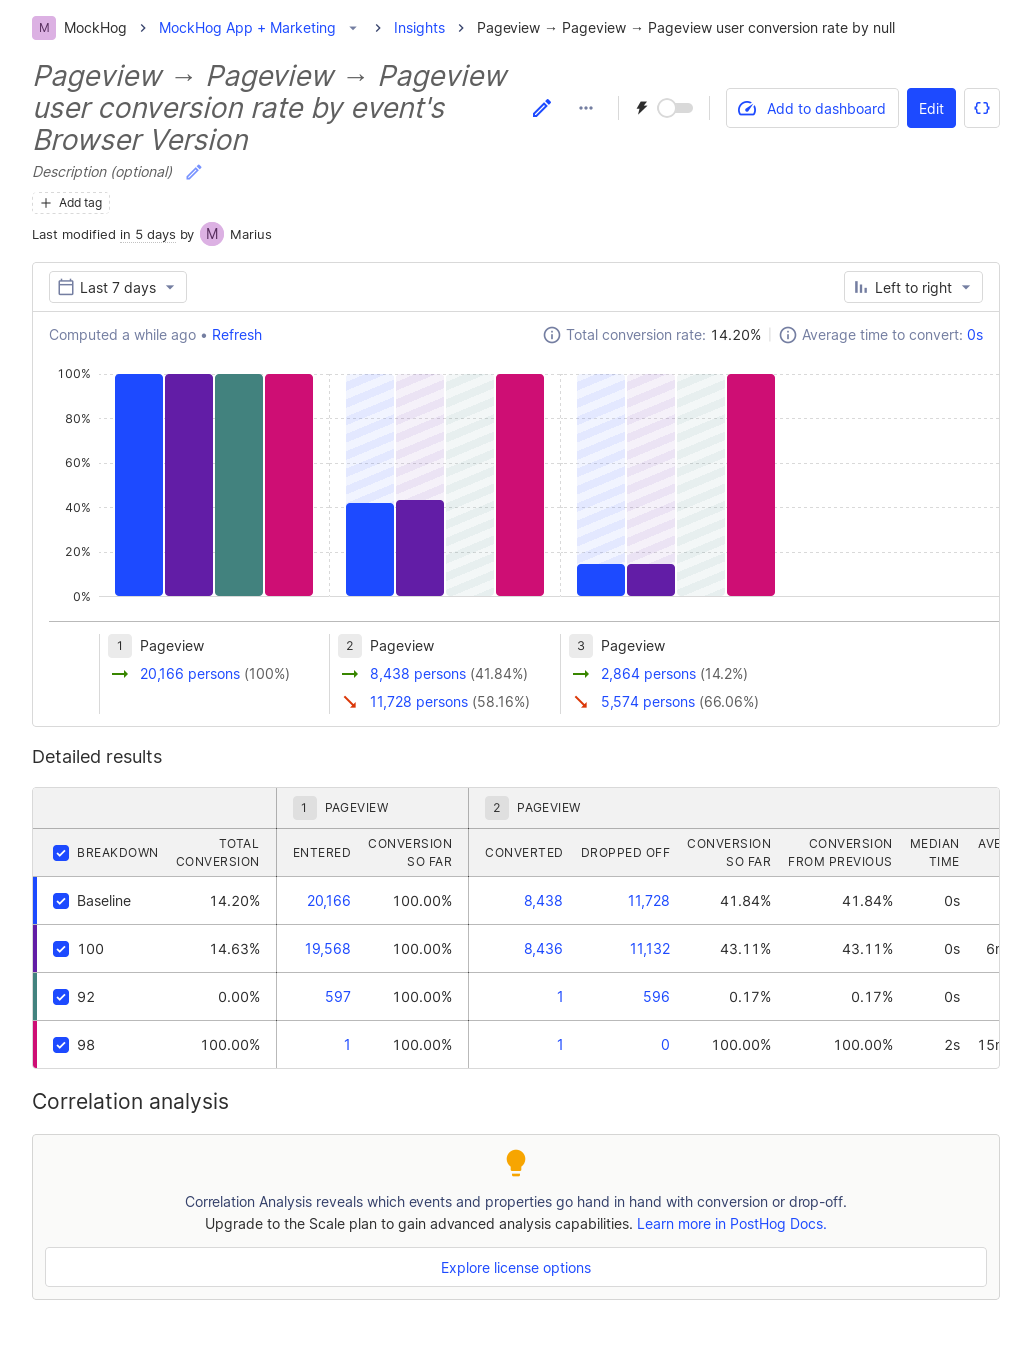 M MockHog > MockHog App + Marketing > Insights > Pageview → Pageview → Pageview user conversion rate by null
Pageview → Pageview → Pageview
user conversion rate by event's
Browser Version
Add to dashboard Edit
Description (optional)
+ Add tag
Last modified in 5 days by M Marius
Last 7 days Left to right
Computed a while ago • Refresh Total conversion rate: 14.20% Average time to convert: 0s
100%
80%
60%
40%
20%
0%
1 Pageview 2 Pageview 3 Pageview
20,166 persons (100%) 8,438 persons (41.84%) 2,864 persons (14.2%)
11,728 persons (58.16%) 5,574 persons (66.06%)
Detailed results
1 PAGEVIEW 2 PAGEVIEW
BREAKDOWN TOTAL CONVERSION ENTERED CONVERSION SO FAR CONVERTED DROPPED OFF CONVERSION SO FAR CONVERSION FROM PREVIOUS MEDIAN TIME AVE
Baseline 14.20% 20,166 100.00% 8,438 11,728 41.84% 41.84% 0s
100 14.63% 19,568 100.00% 8,436 11,132 43.11% 43.11% 0s 6m
92 0.00% 597 100.00% 1 596 0.17% 0.17% 0s
98 100.00% 1 100.00% 1 0 100.00% 100.00% 2s 15m
Correlation analysis
Correlation Analysis reveals which events and properties go hand in hand with conversion or drop-off.
Upgrade to the Scale plan to gain advanced analysis capabilities. Learn more in PostHog Docs.
Explore license options